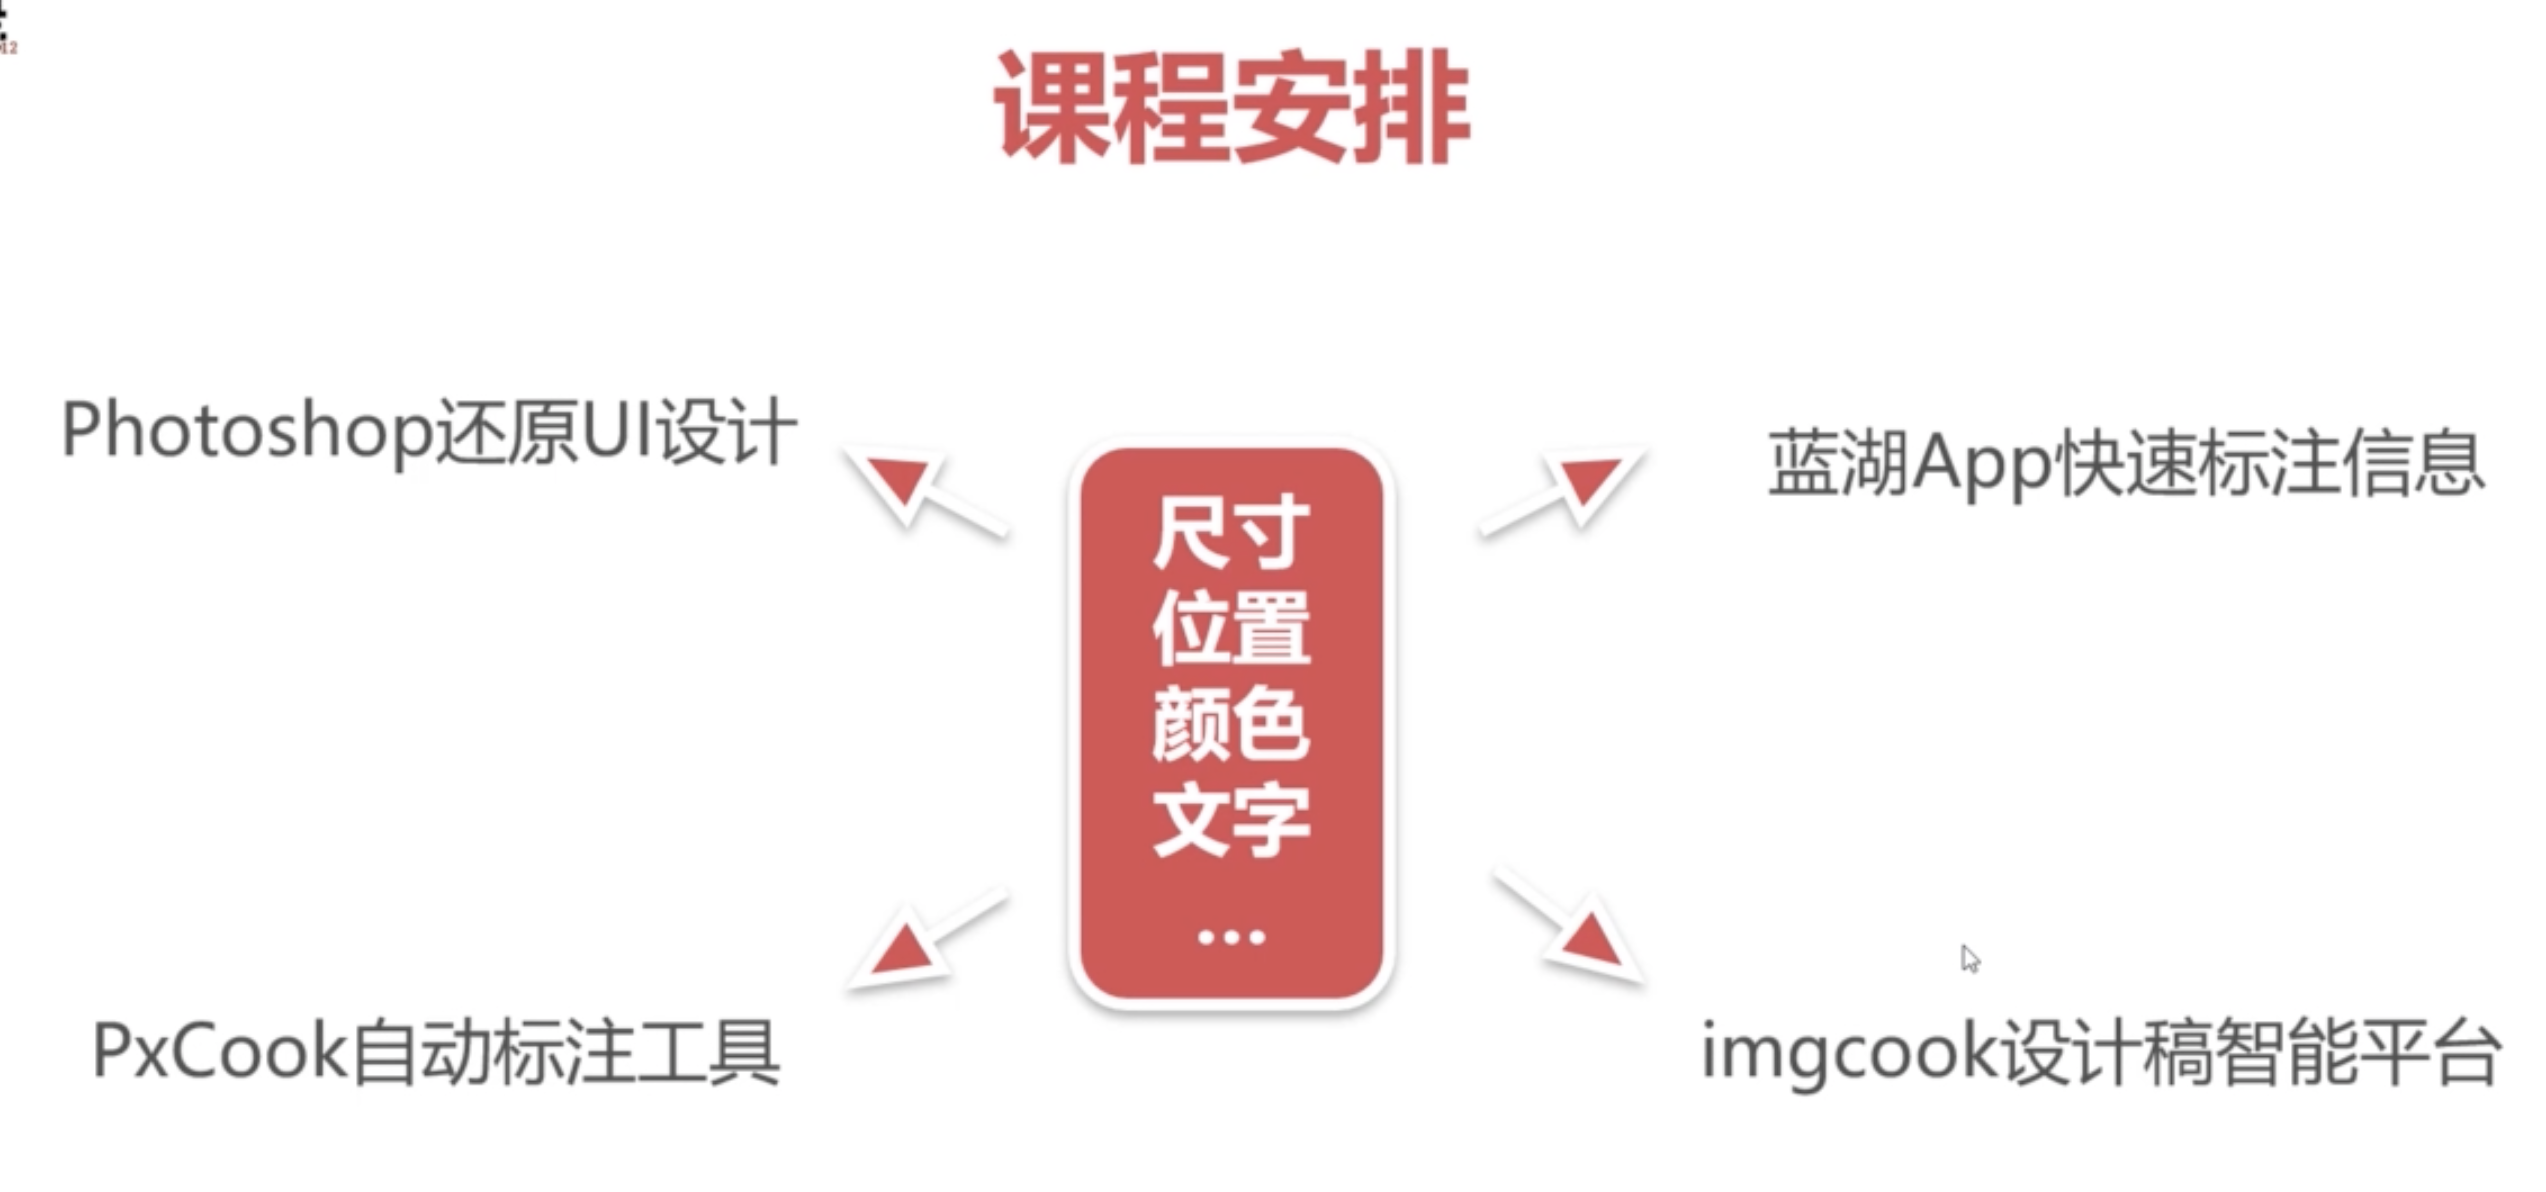 12
课程安排
Photoshop还原UI设计
蓝湖App快速标注信息
尺寸
位置
颜色
文字
...
PxCook自动标注工具
imgcook设计稿智能平台